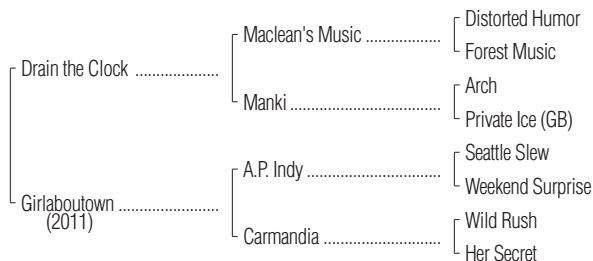 Distorted Humor
Maclean's Music ....................
Forest Music
Drain the Clock ......................
Arch
Manki ........................................
Private Ice (GB)
Seattle Slew
A.P. Indy ....................................
Weekend Surprise
Girlaboutown ..........................
(2011)
Wild Rush
Carmandia .................................
Her Secret